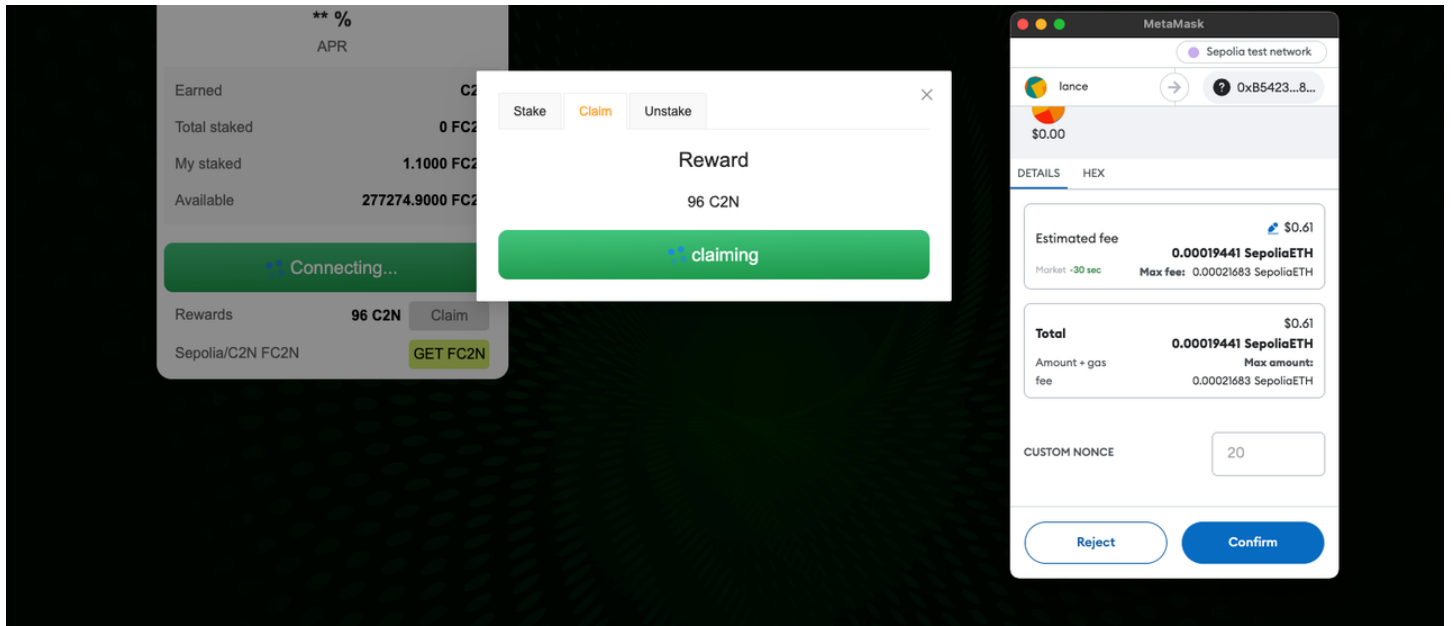 ** %
APR
Earned C2
Total staked 0 FC2
My staked 1.1000 FC2
Available 277274.9000 FC2
Connecting...
Rewards 96 C2N Claim
Sepolia/C2N FC2N GET FC2N
Stake Claim Unstake
Reward
96 C2N
claiming
MetaMask
Sepolia test network
lance 0xB5423...8...
$0.00
DETAILS HEX
Estimated fee $0.61
0.00019441 SepoliaETH
Market -30 sec Max fee: 0.00021683 SepoliaETH
Total $0.61
0.00019441 SepoliaETH
Amount + gas Max amount:
fee 0.00021683 SepoliaETH
CUSTOM NONCE 20
Reject Confirm